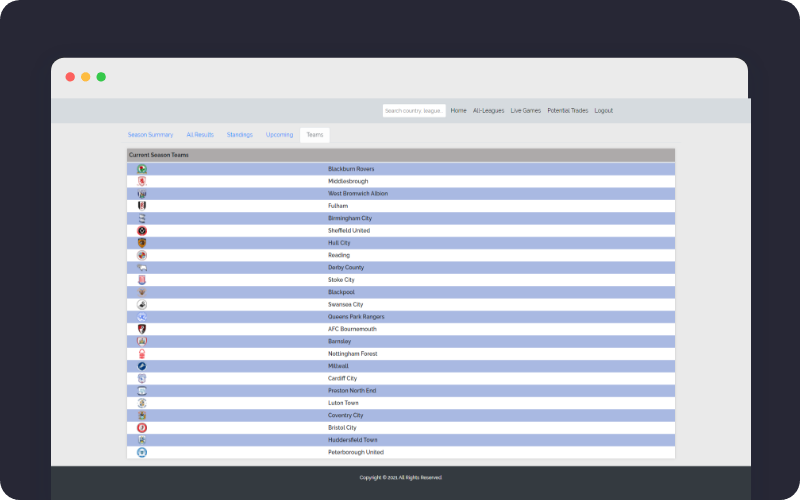 Search country, league...
Home
All-Leagues
Live Games
Potential Trades
Logout
Season Summary
All Results
Standings
Upcoming
Teams
Current Season Teams
Blackburn Rovers
Middlesbrough
West Bromwich Albion
Fulham
Birmingham City
Sheffield United
Hull City
Reading
Derby County
Stoke City
Blackpool
Swansea City
Queens Park Rangers
AFC Bournemouth
Barnsley
Nottingham Forest
Millwall
Cardiff City
Preston North End
Luton Town
Coventry City
Bristol City
Huddersfield Town
Peterborough United
Copyright © 2021 All Rights Reserved